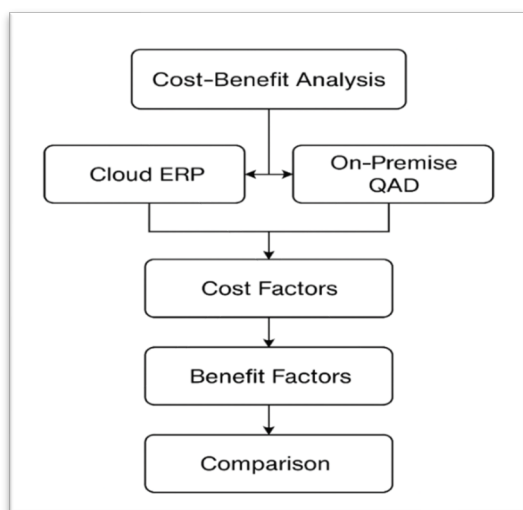 Cost-Benefit Analysis
Cloud ERP
On-Premise
QAD
Cost Factors
Benefit Factors
Comparison